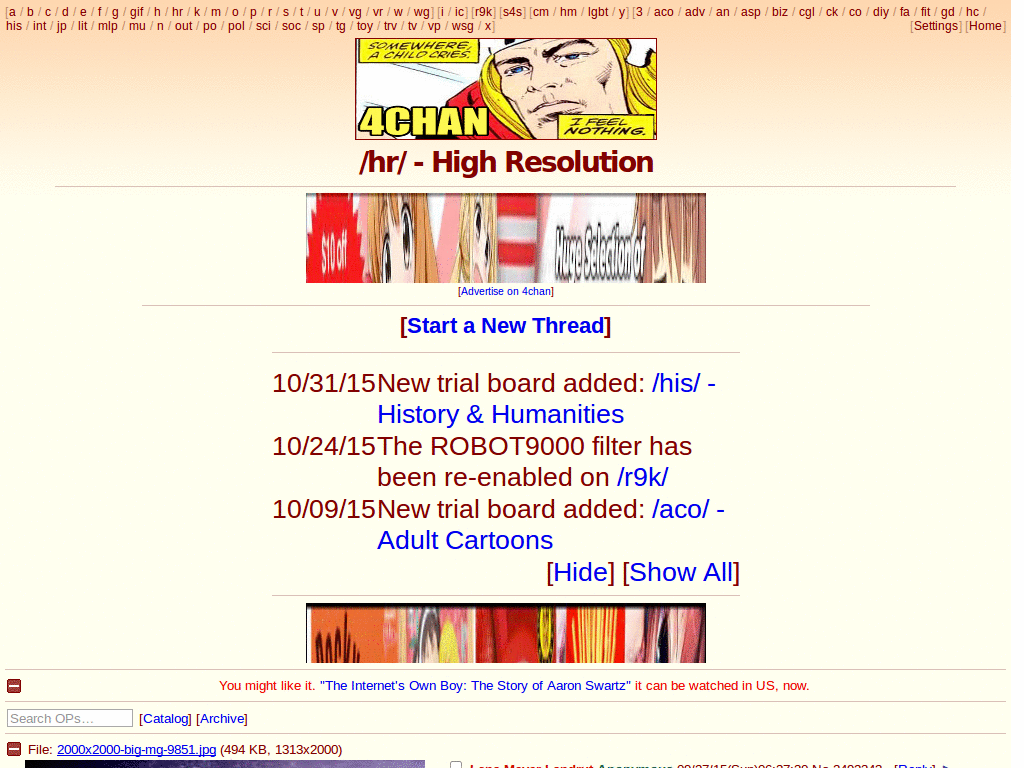 [a / b / c / d / e / f / g / gif / h / hr / k / m / o / p / r / s / t / u / v / vg / vr / w / wg] [i / ic] [r9k] [s4s] [cm / hm / lgbt / y] [3 / aco / adv / an / asp / biz / cgl / ck / co / diy / fa / fit / gd / hc /
his / int / jp / lit / mlp / mu / n / out / po / pol / sci / soc / sp / tg / toy / trv / tv / vp / wsg / x] [Settings] [Home]
SOMEWHERE,
A CHILD CRIES.
4CHAN
I FEEL
NOTHING.
/hr/ - High Resolution
$10 off
Huge Selection of
[Advertise on 4chan]
[Start a New Thread]
10/31/15 New trial board added: /his/ -
History & Humanities
10/24/15 The ROBOT9000 filter has
been re-enabled on /r9k/
10/09/15 New trial board added: /aco/ -
Adult Cartoons
[Hide] [Show All]
Pocky
You might like it. "The Internet's Own Boy: The Story of Aaron Swartz" it can be watched in US, now.
Search OPs… [Catalog] [Archive]
File: 2000x2000-big-mg-9851.jpg (494 KB, 1313x2000)